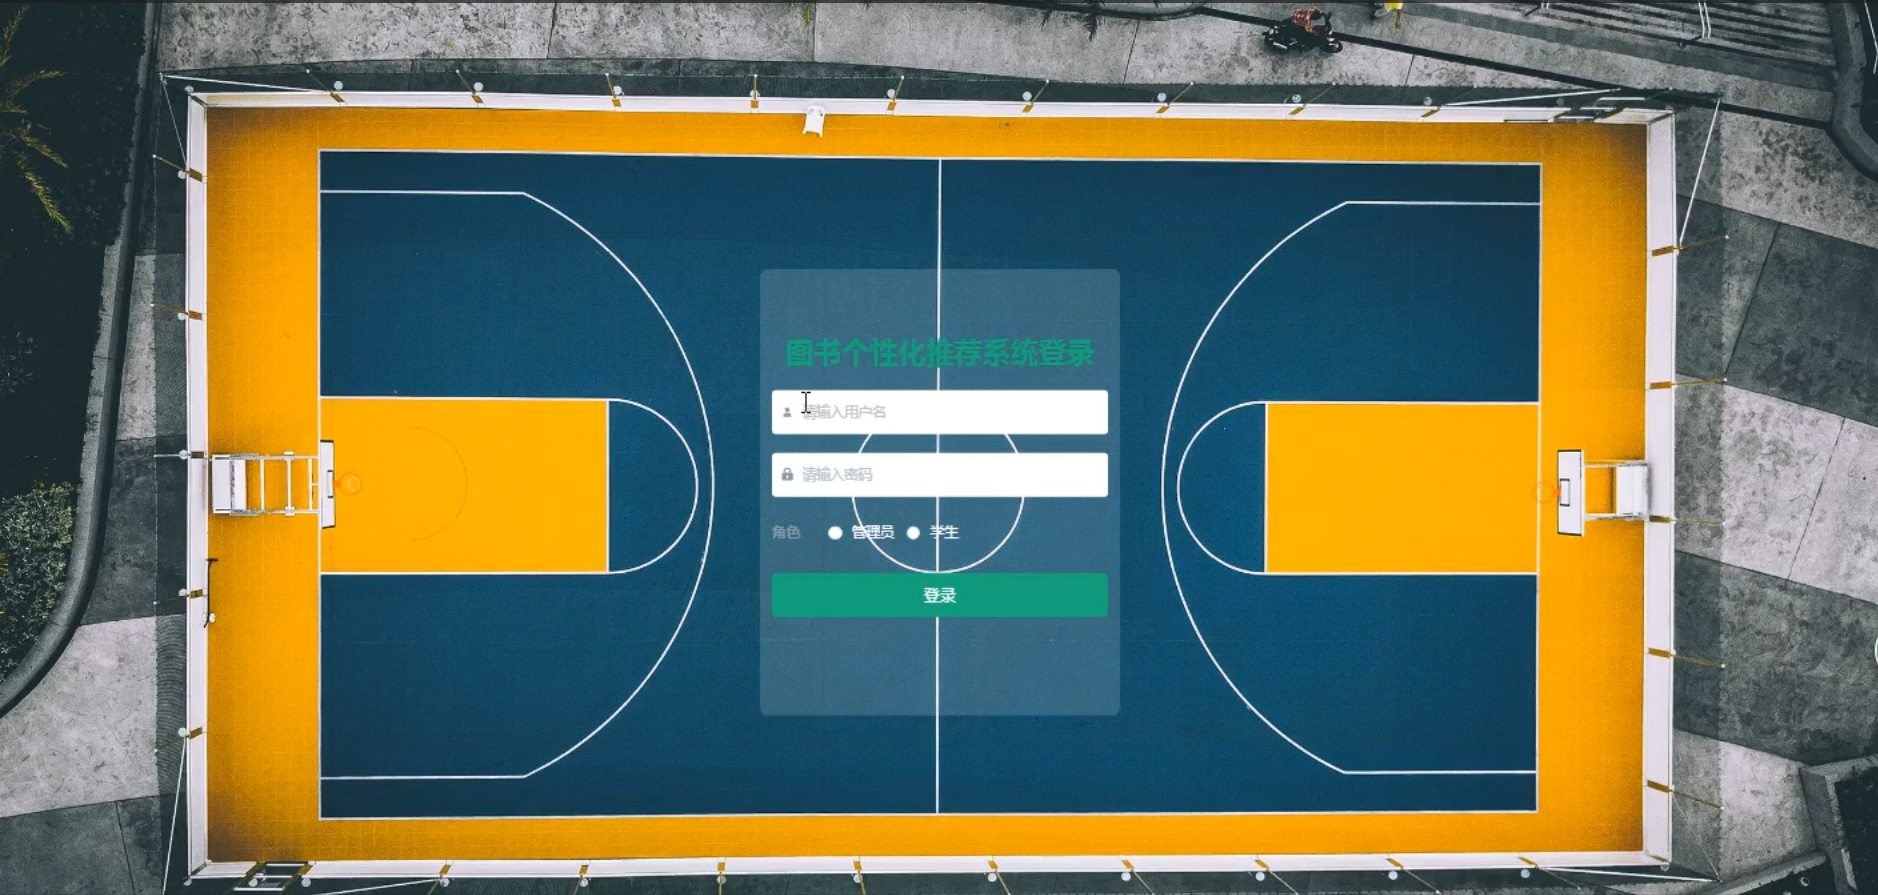 图书个性化推荐系统登录
请输入用户名
请输入密码
角色 管理员 学生
登录